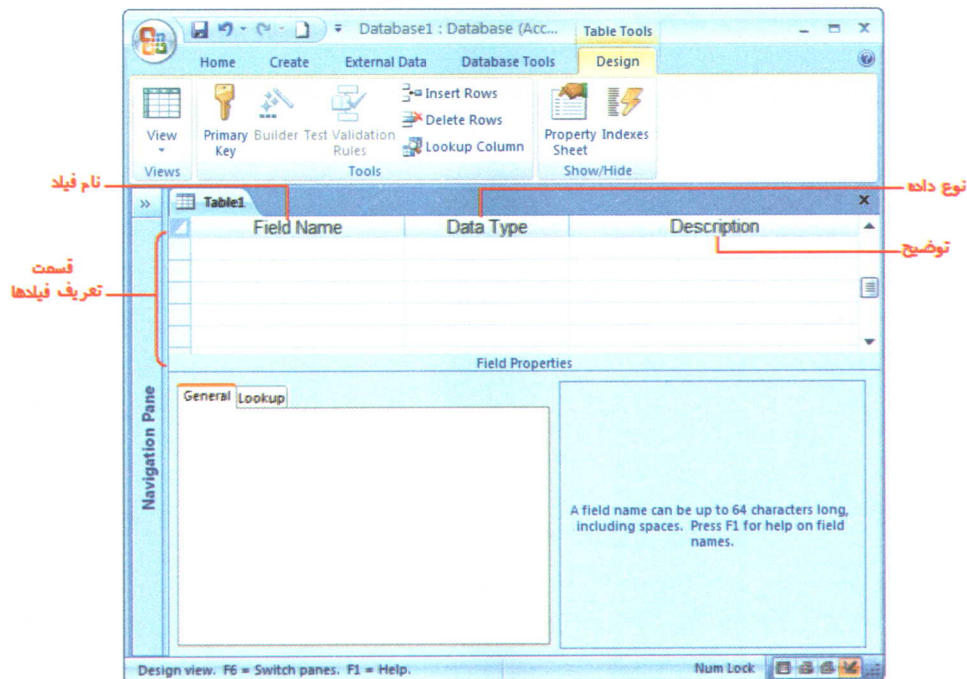 Database1 : Database (Acc... Table Tools
Home Create External Data Database Tools Design
View
Primary Key
Builder
Test Validation Rules
Insert Rows
Delete Rows
Lookup Column
Property Sheet
Indexes
Views Tools Show/Hide
نام فیلد
نوع داده
Table1
Field Name Data Type Description
توضیح
قسمت
تعریف فیلدها
Field Properties
General Lookup
Navigation Pane
A field name can be up to 64 characters long,
including spaces. Press F1 for help on field
names.
Design view. F6 = Switch panes. F1 = Help. Num Lock